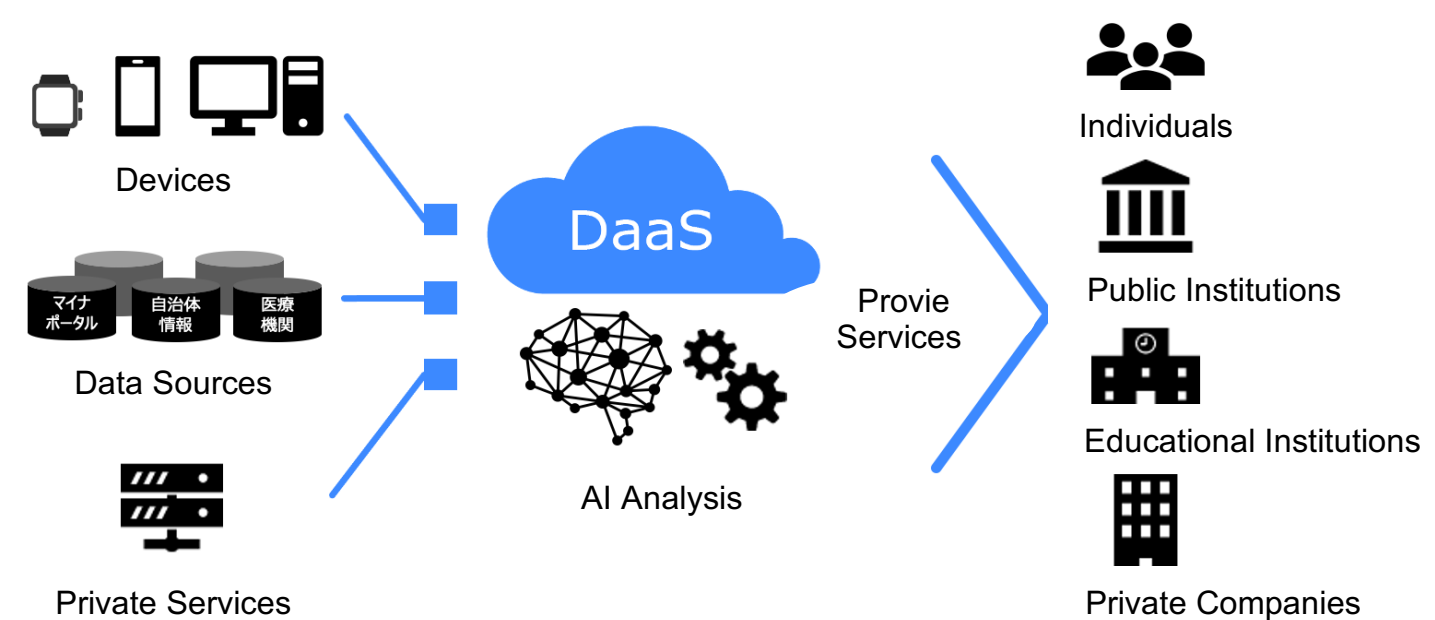 Devices
マイナ
ポータル
自治体
情報
医療
機関
Data Sources
Private Services
DaaS
AI Analysis
Provie
Services
Individuals
Public Institutions
Educational Institutions
Private Companies